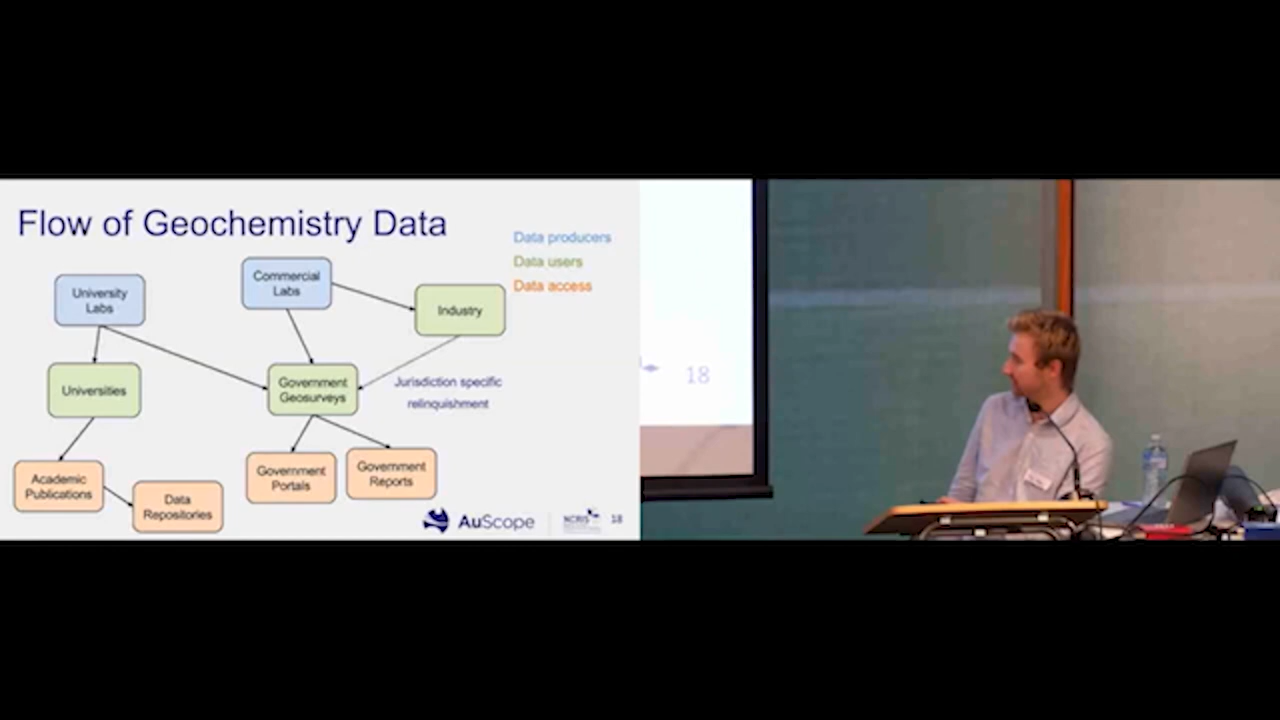 Flow of Geochemistry Data
Data producers
Data users
Data access
University
Labs
Commercial
Labs
Industry
Universities
Government
Geosurveys
Jurisdiction specific
relinquishment
Academic
Publications
Data
Repositories
Government
Portals
Government
Reports
AuScope
NCRIS
18
18